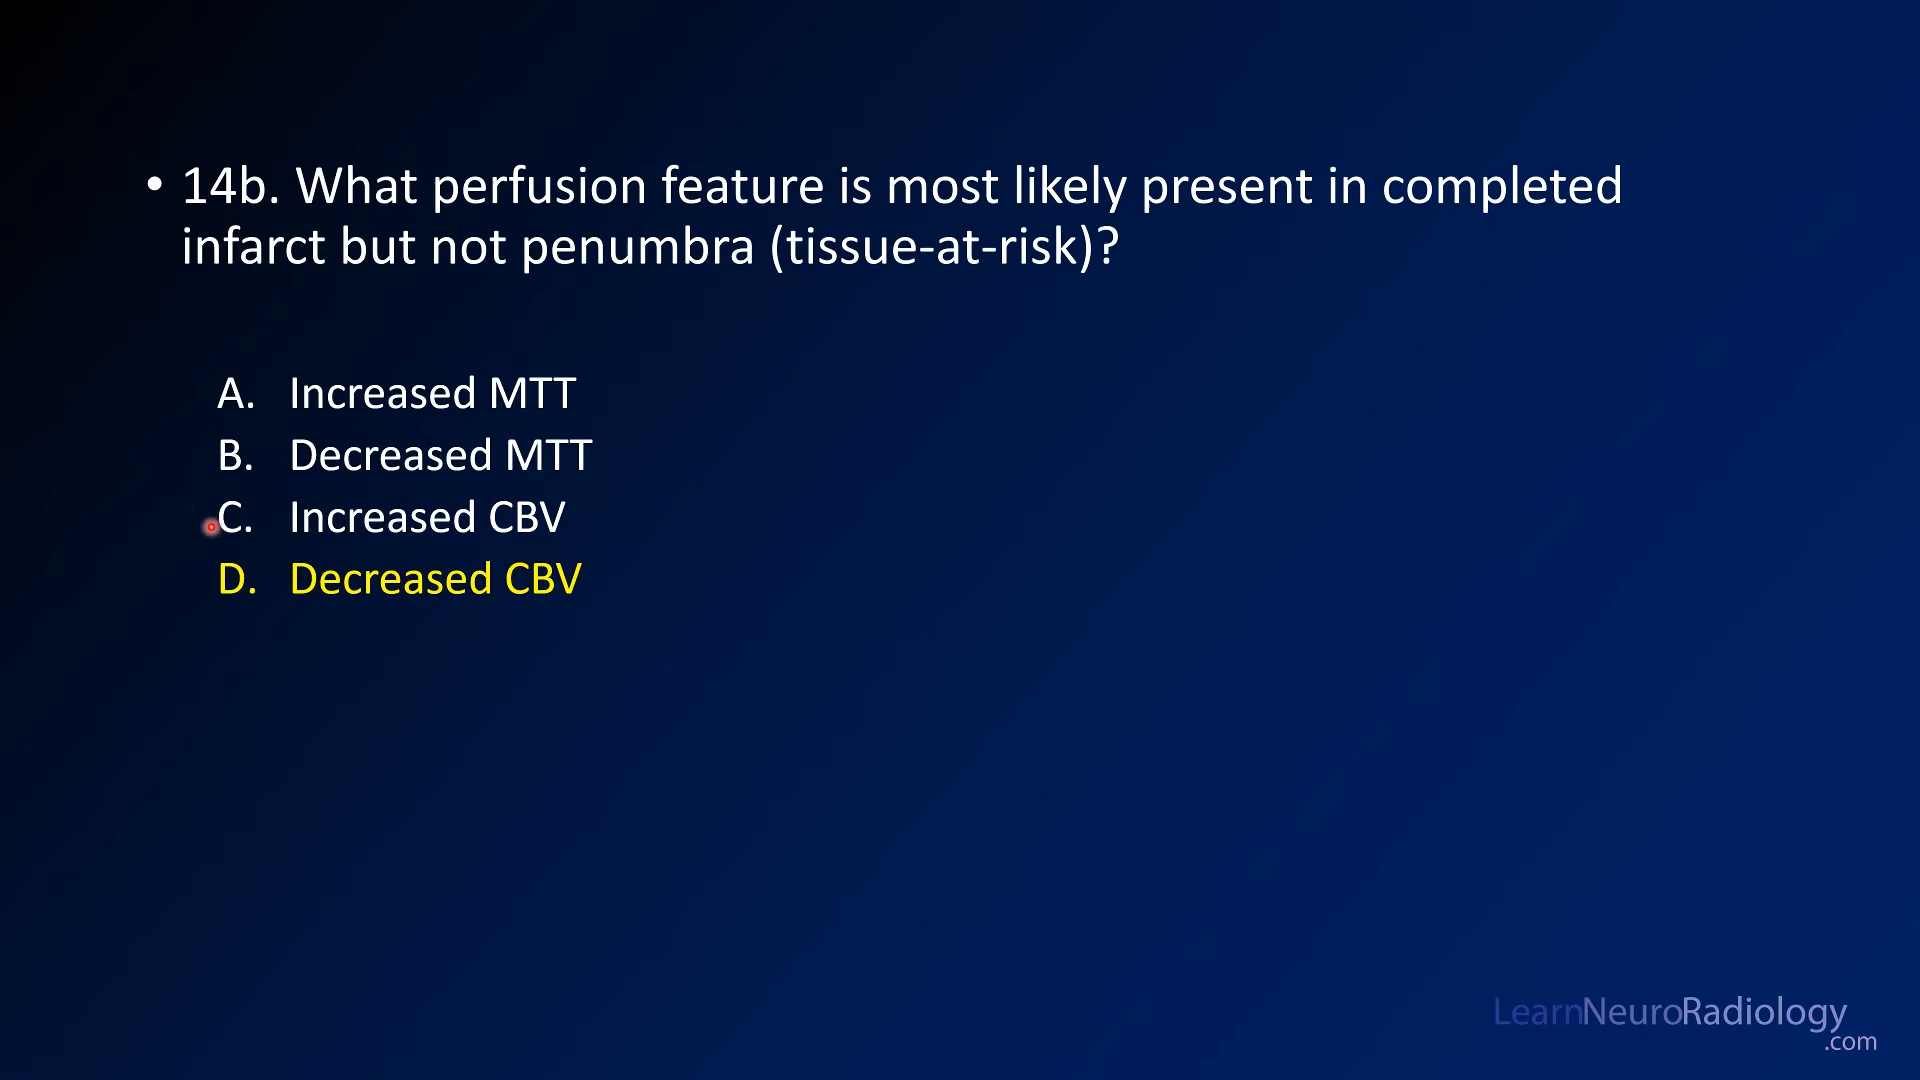 • 14b. What perfusion feature is most likely present in completed
infarct but not penumbra (tissue-at-risk)?
A. Increased MTT
B. Decreased MTT
C. Increased CBV
D. Decreased CBV
LearnNeuroRadiology
.com